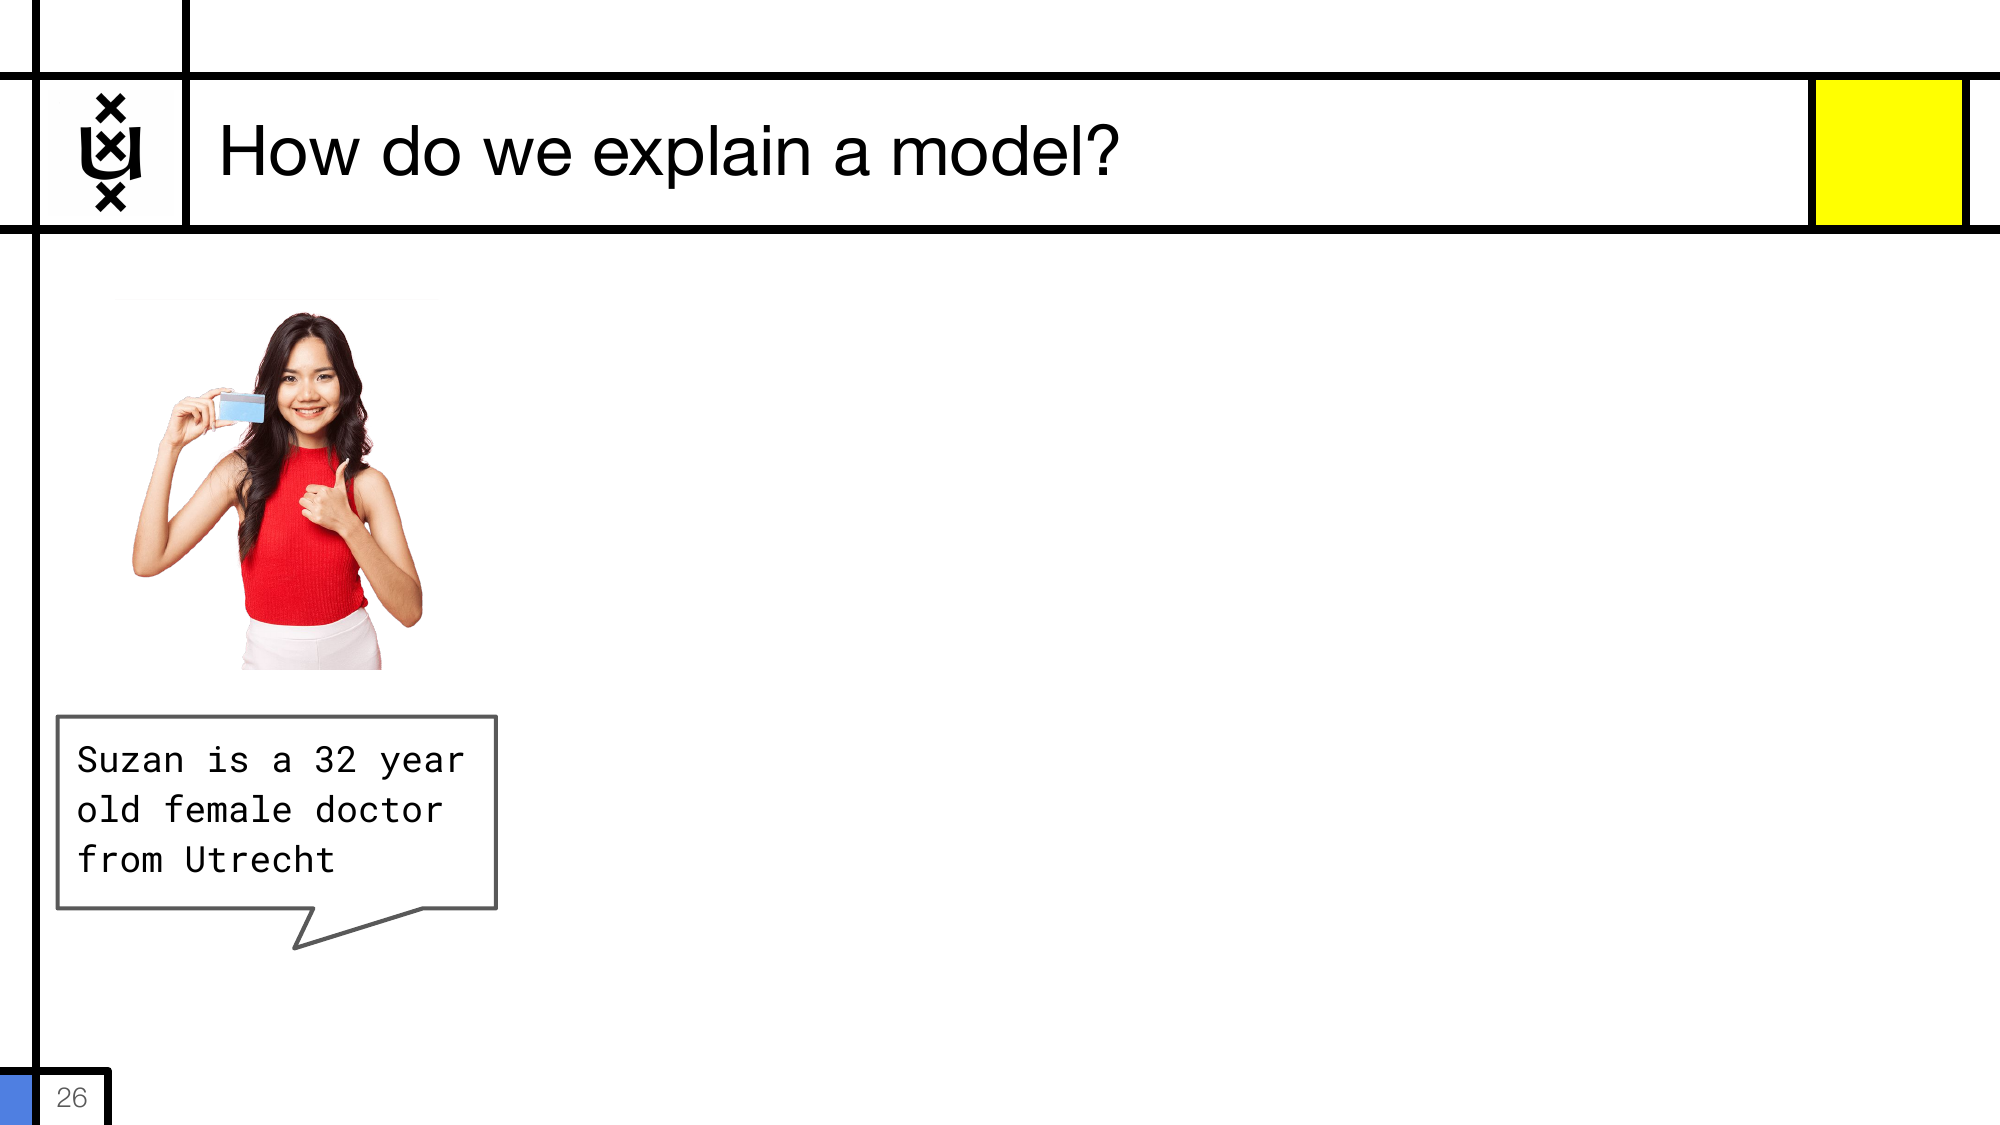 How do we explain a model?
Suzan is a 32 year
old female doctor
from Utrecht
26